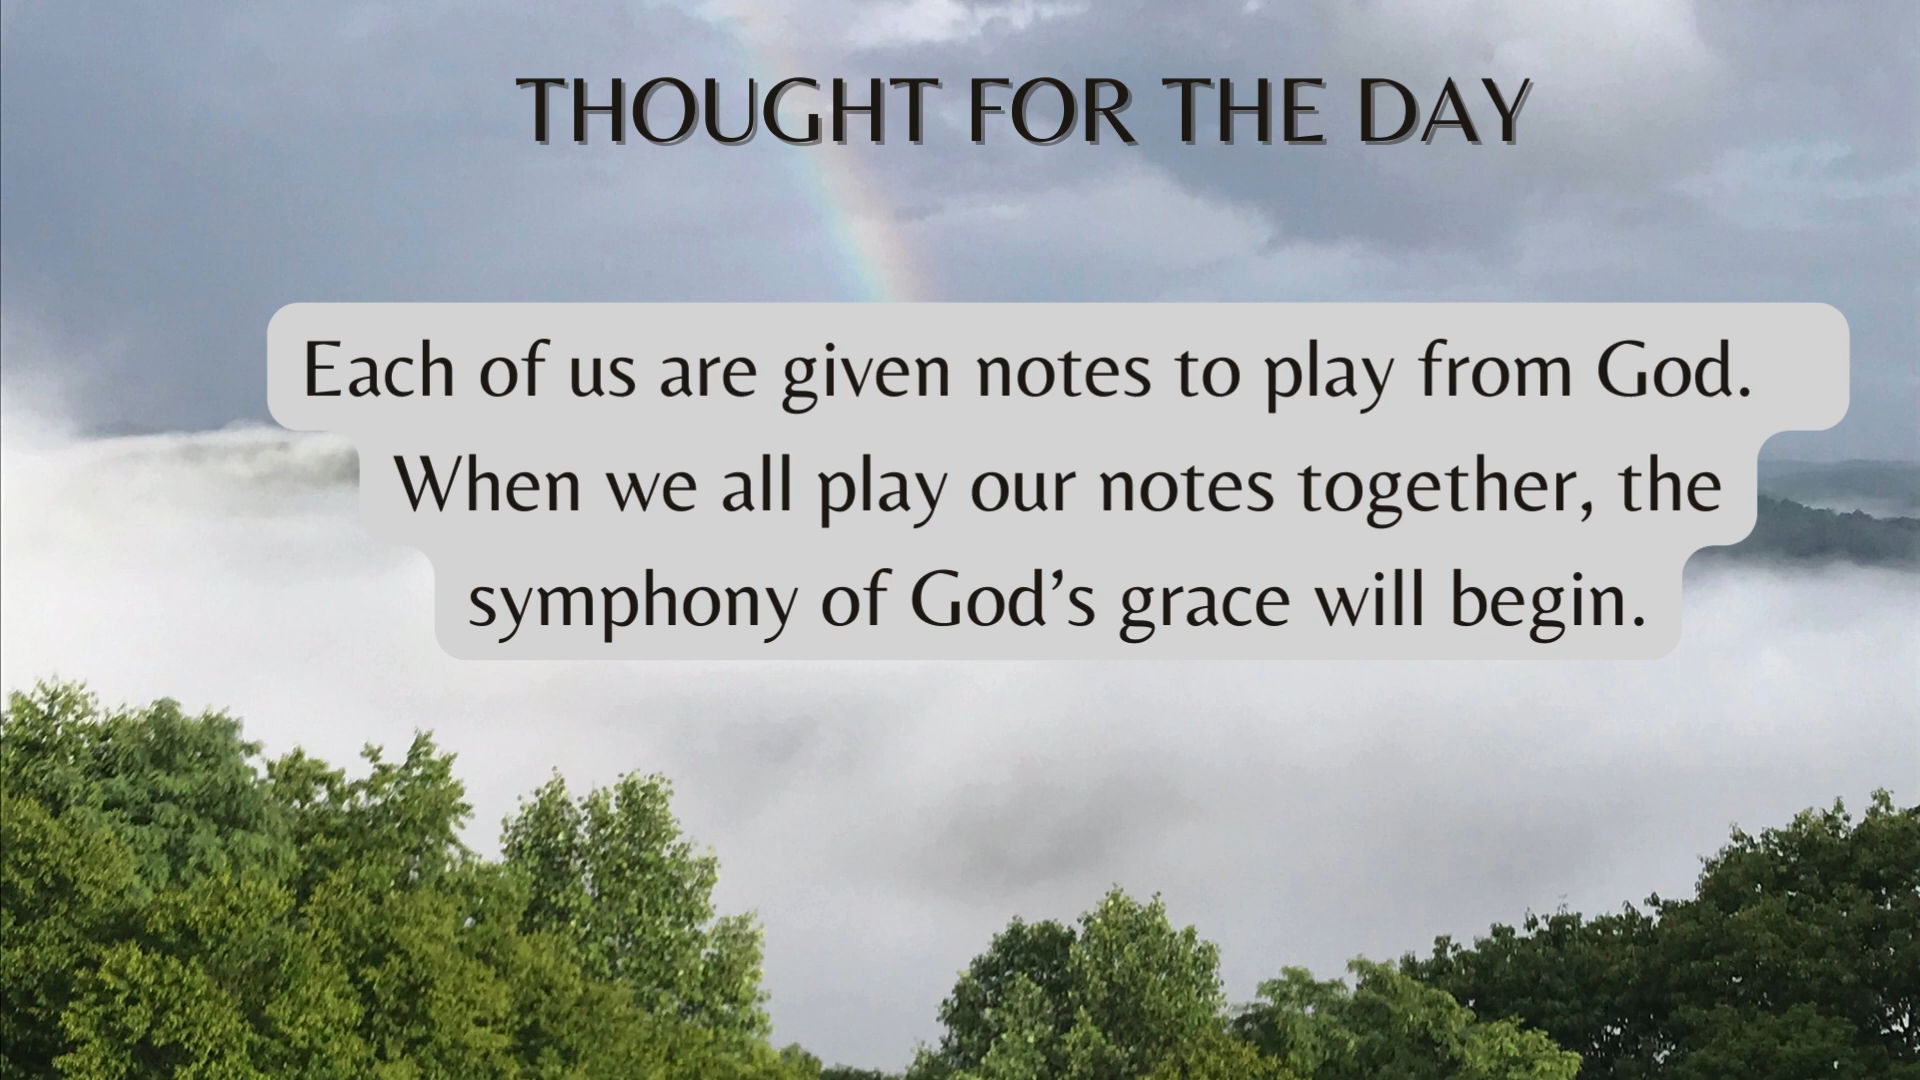 THOUGHT FOR THE DAY
Each of us are given notes to play from God.
When we all play our notes together, the
symphony of God’s grace will begin.